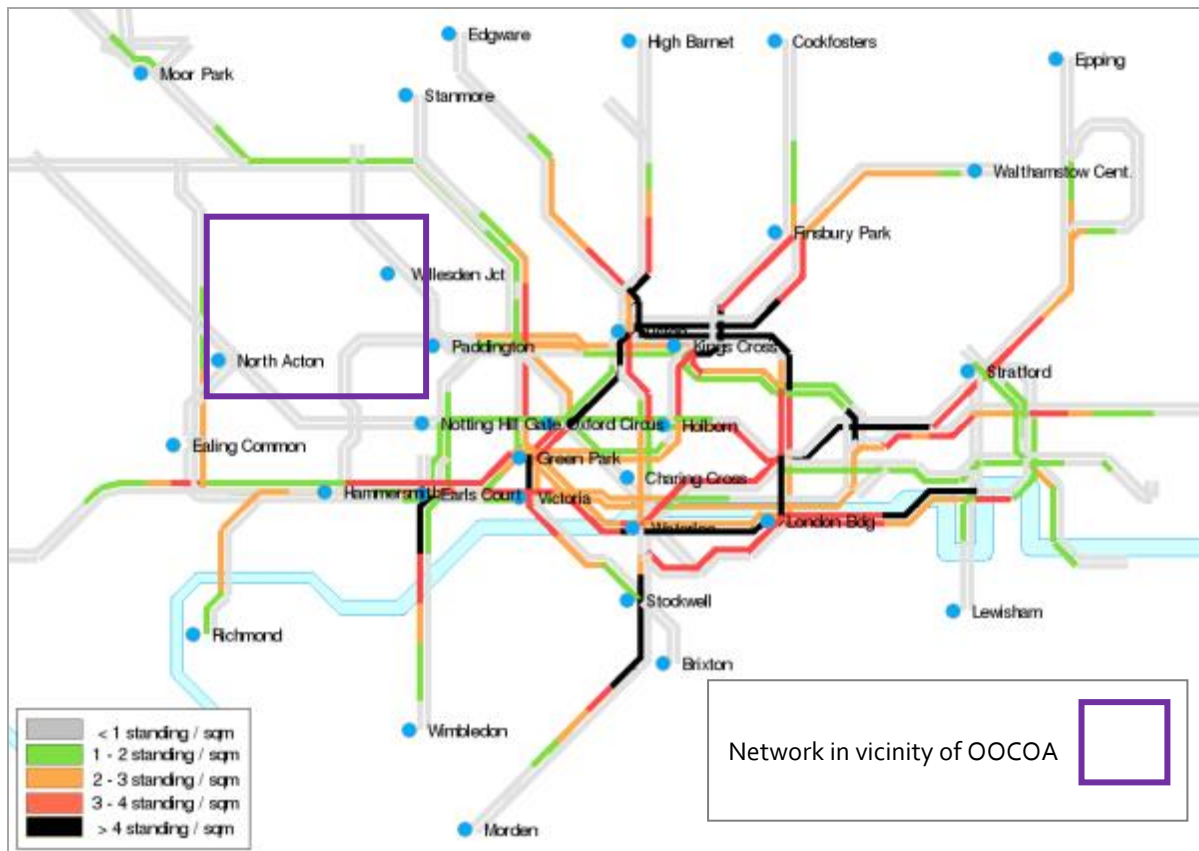 Edgware
High Barnet
Cockfosters
Epping
Moor Park
Stanmore
Walthamstow Cent.
Finsbury Park
Willesden Jct
Euston
Paddington
Kings Cross
North Acton
Stratford
Notting Hill Gate
Oxford Circus
Holborn
Ealing Common
Green Park
Charing Cross
Hammersmith
Earls Court
Victoria
London Bdg
Waterloo
Stockwell
Lewisham
Richmond
Brixton
Wimbledon
Morden
< 1 standing / sqm
1 - 2 standing / sqm
2 - 3 standing / sqm
3 - 4 standing / sqm
> 4 standing / sqm
Network in vicinity of OOCOA